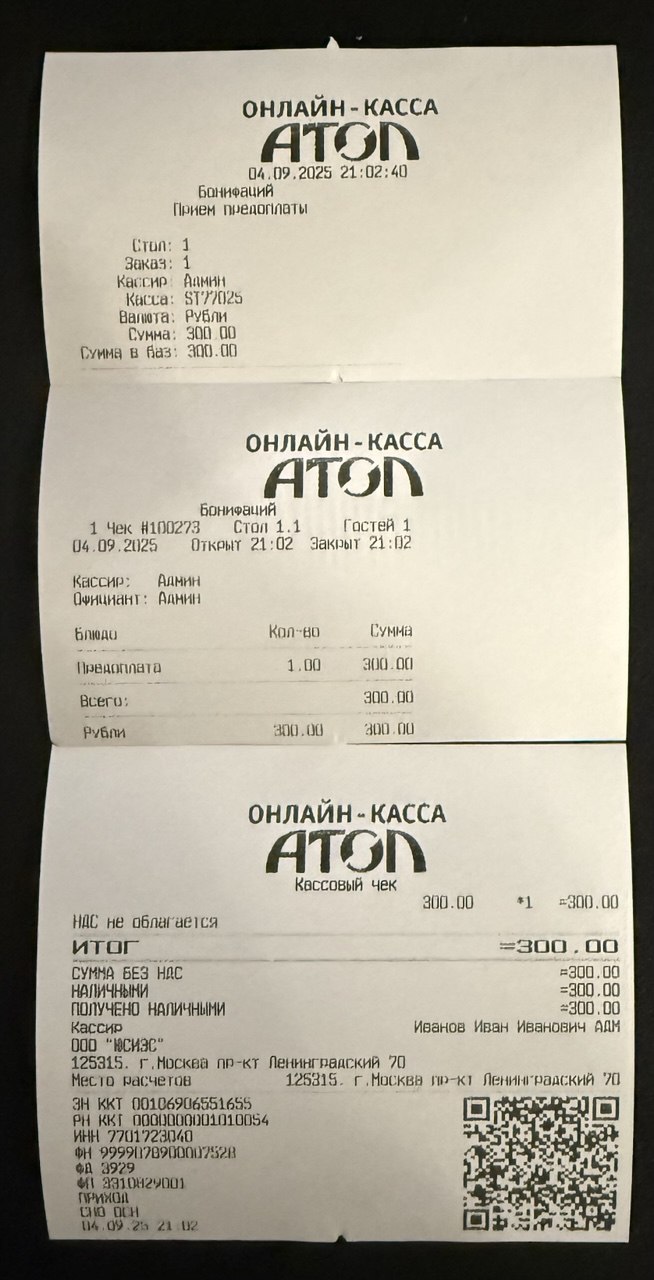 ОНЛАЙН-КАССА
АТОЛ
04.09.2025 21:02:40
Бонифаций
Прием предоплаты
Стол: 1
Заказ: 1
Кассир: Админ
Касса: ST77025
Валюта: Рубли
Сумма: 300.00
Сумма в баз: 300.00
ОНЛАЙН-КАССА
АТОЛ
Бонифаций
1 Чек #100273 Стол 1.1 Гостей 1
04.09.2025 Открыт 21:02 Закрыт 21:02
Кассир: Админ
Официант: Админ
Блюдо Кол-во Сумма
Предоплата 1.00 300.00
Всего: 300.00
Рубли 300.00 300.00
ОНЛАЙН-КАССА
АТОЛ
Кассовый чек
300.00 *1 =300.00
НДС не облагается
ИТОГ =300.00
СУММА БЕЗ НДС =300.00
НАЛИЧНЫМИ =300.00
ПОЛУЧЕНО НАЛИЧНЫМИ =300.00
Кассир Иванов Иван Иванович АДМ
ООО "ЮСИЭС"
125315, г.Москва пр-кт Ленинградский 70
Место расчетов 125315, г.Москва пр-кт Ленинградский 70
ЗН ККТ 00106906551655
РН ККТ 0000000001010054
ИНН 7701723040
ФН 9999078900007528
ФД 3929
ФП 3310829001
ПРИХОД
СНО ОСН
04.09.25 21:02